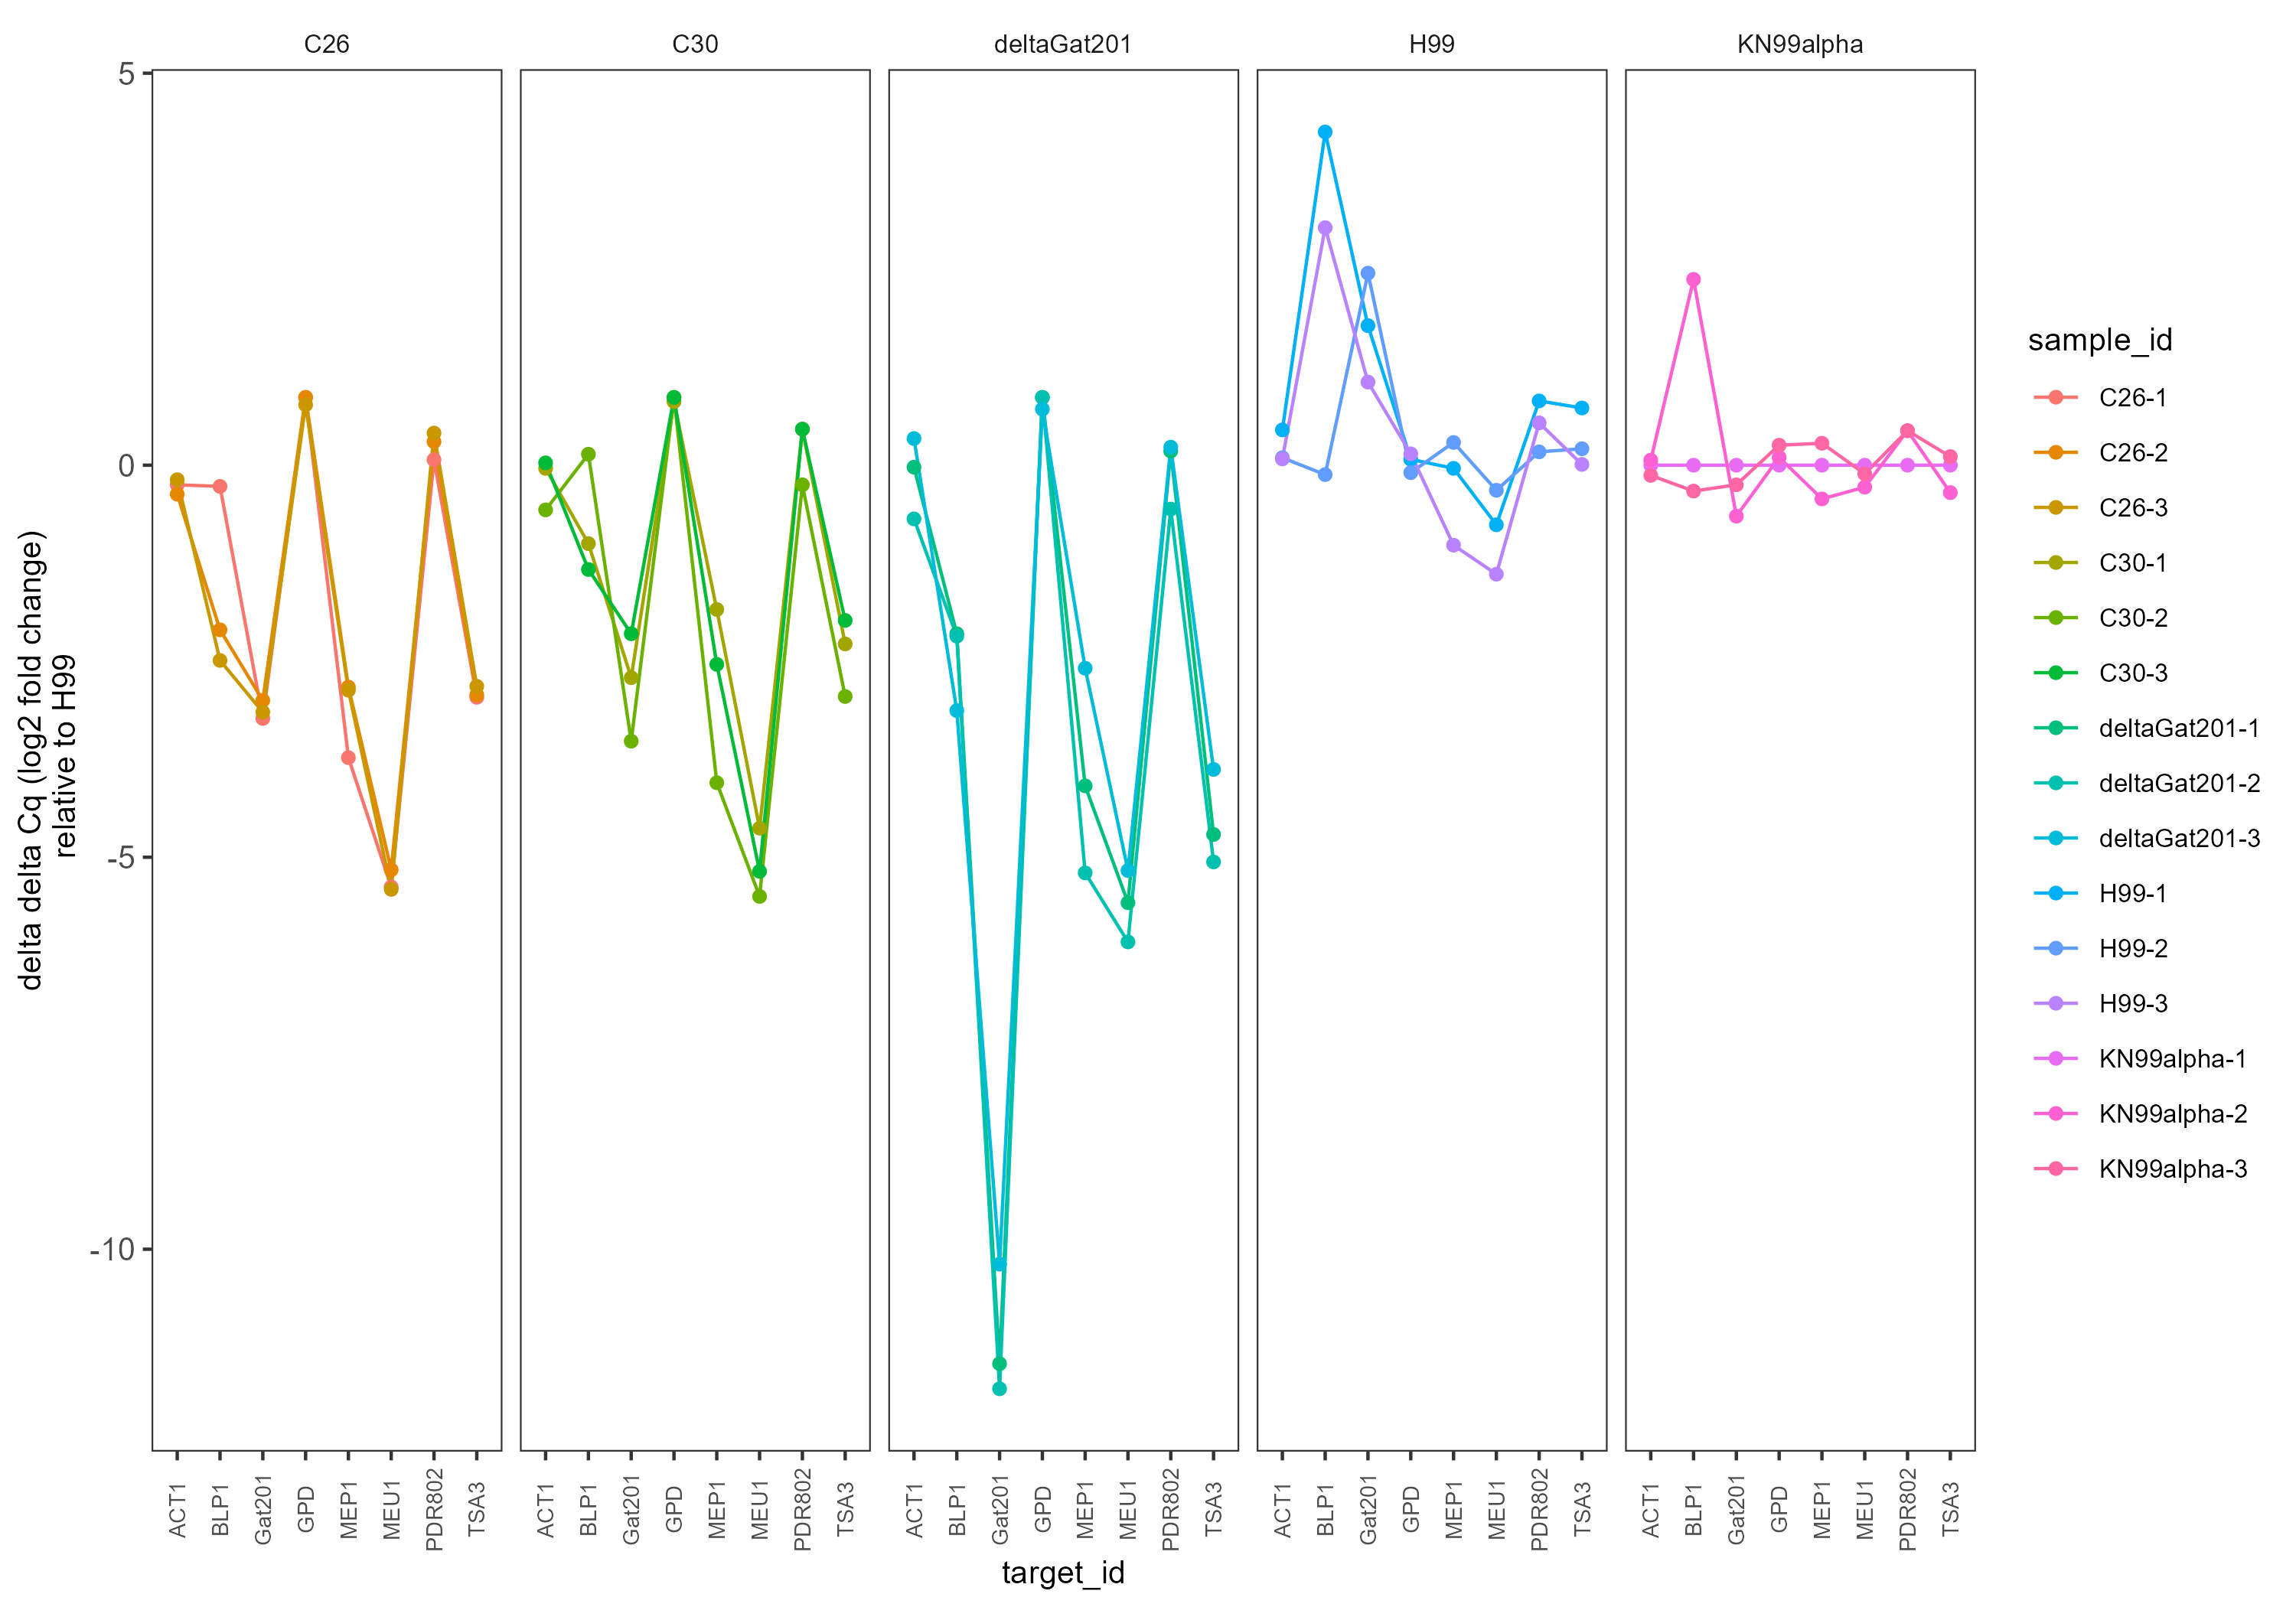 C26
C30
deltaGat201
H99
KN99alpha
5
0
-5
-10
delta delta Cq (log2 fold change)
relative to H99
ACT1
BLP1
Gat201
GPD
MEP1
MEU1
PDR802
TSA3
ACT1
BLP1
Gat201
GPD
MEP1
MEU1
PDR802
TSA3
ACT1
BLP1
Gat201
GPD
MEP1
MEU1
PDR802
TSA3
ACT1
BLP1
Gat201
GPD
MEP1
MEU1
PDR802
TSA3
ACT1
BLP1
Gat201
GPD
MEP1
MEU1
PDR802
TSA3
target_id
sample_id
C26-1
C26-2
C26-3
C30-1
C30-2
C30-3
deltaGat201-1
deltaGat201-2
deltaGat201-3
H99-1
H99-2
H99-3
KN99alpha-1
KN99alpha-2
KN99alpha-3